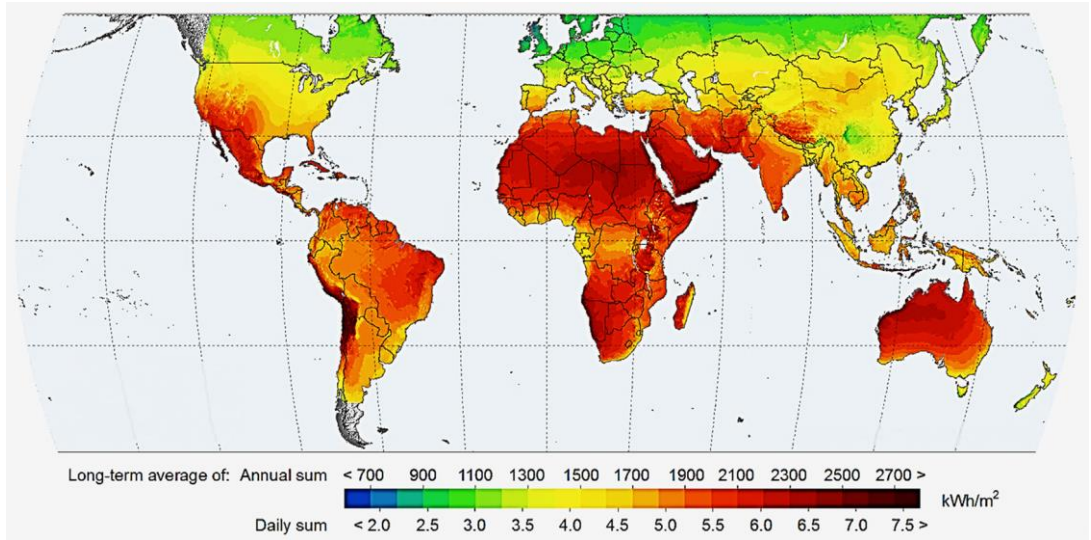 Long-term average of: Annual sum < 700 900 1100 1300 1500 1700 1900 2100 2300 2500 2700 >
kWh/m²
Daily sum < 2.0 2.5 3.0 3.5 4.0 4.5 5.0 5.5 6.0 6.5 7.0 7.5 >